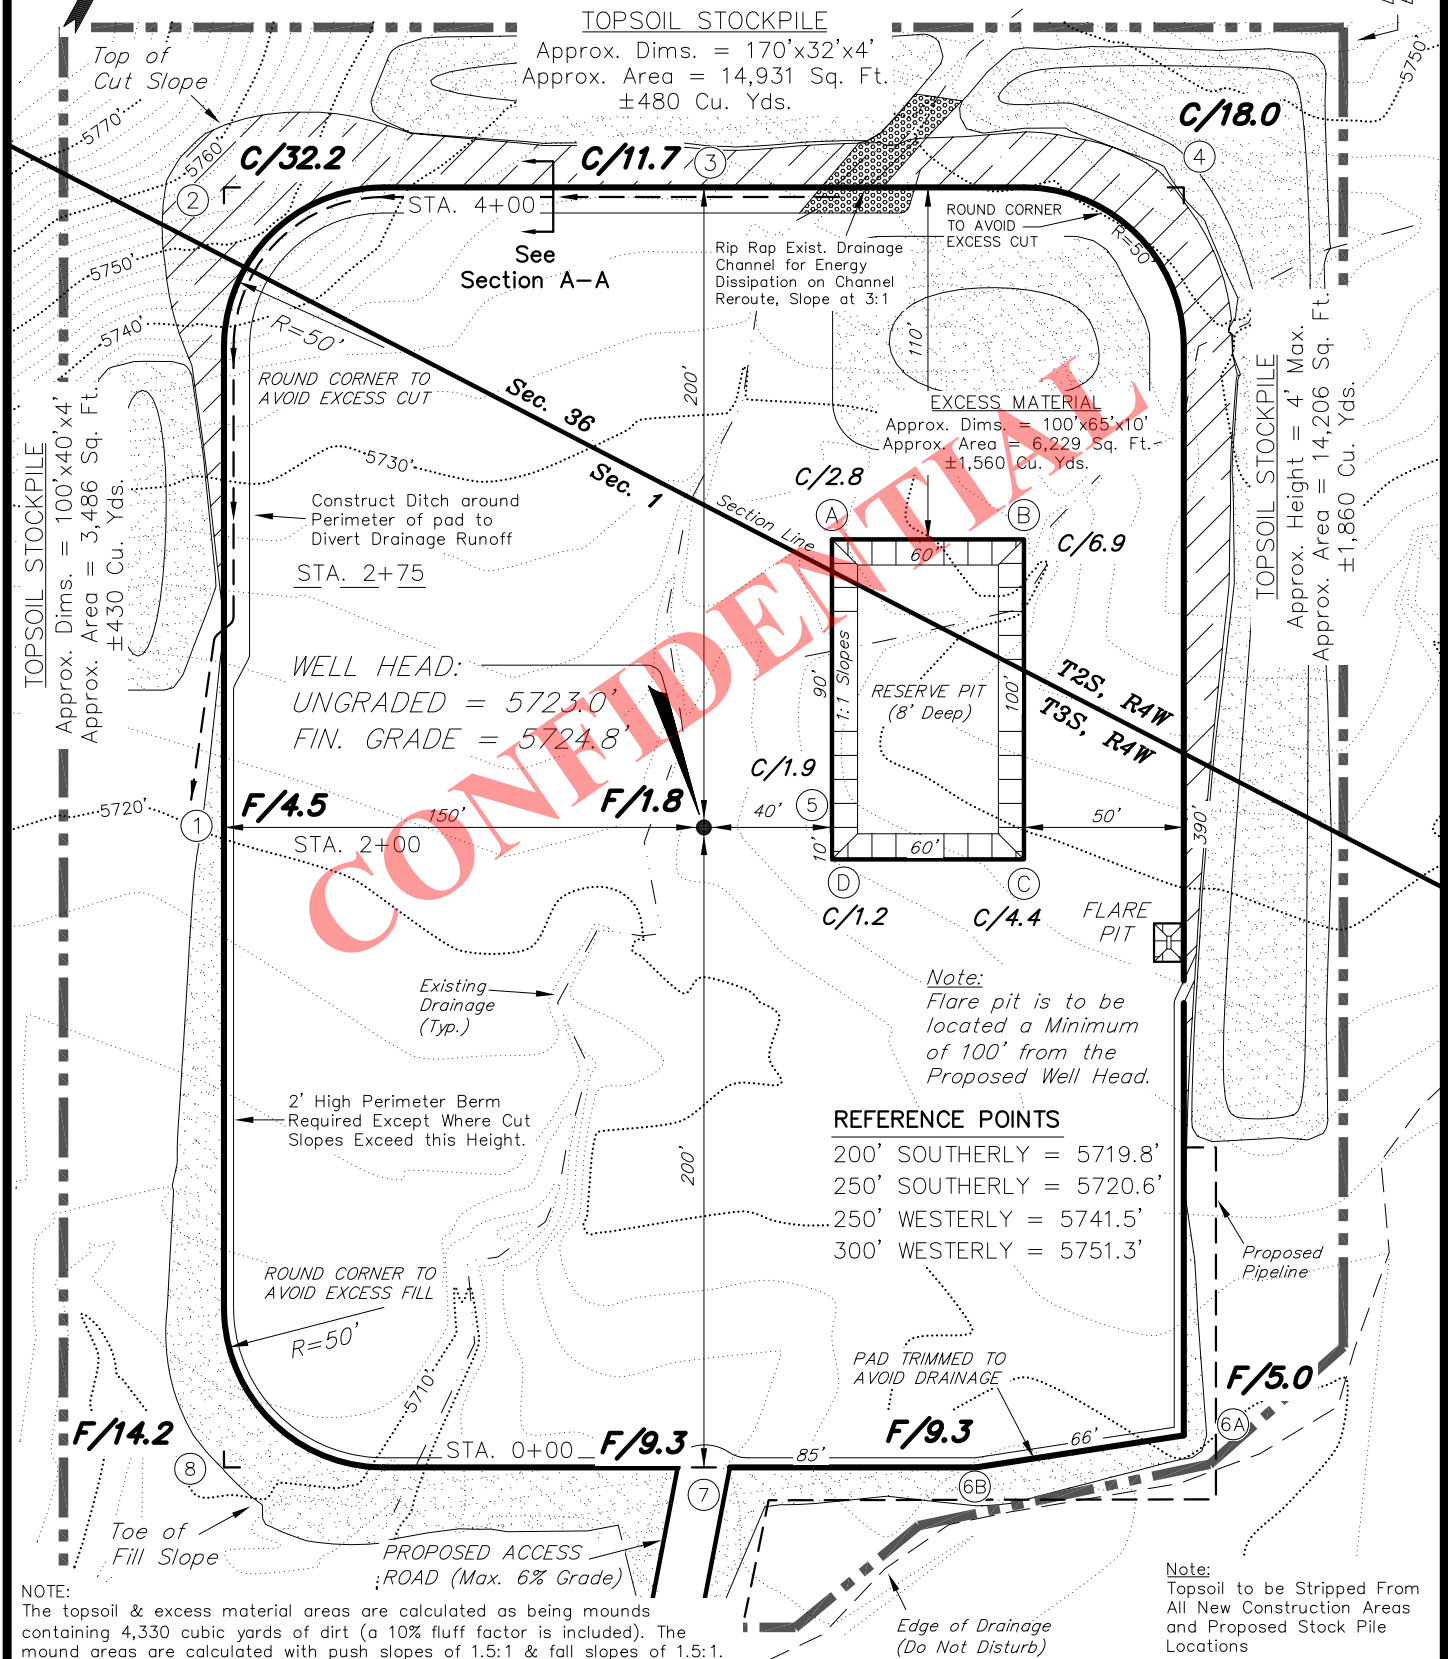 TOPSOIL STOCKPILE
Approx. Dims. = 170'x32'x4'
Approx. Area = 14,931 Sq. Ft.
±480 Cu. Yds.
Top of
Cut Slope
5770'
5760'
5750'
5740'
5750'
C/32.2
C/11.7
3
C/18.0
4
2
STA. 4+00
See
Section A-A
ROUND CORNER
TO AVOID
EXCESS CUT
R=50'
Rip Rap Exist. Drainage
Channel for Energy
Dissipation on Channel
Reroute, Slope at 3:1
110'
200'
R=50'
ROUND CORNER TO
AVOID EXCESS CUT
Sec. 36
Sec. 1
Section Line
EXCESS MATERIAL
Approx. Dims. = 100'x65'x10'
Approx. Area = 6,229 Sq. Ft.
±1,560 Cu. Yds.
TOPSOIL STOCKPILE
Approx. Dims. = 100'x40'x4'
Approx. Area = 3,486 Sq. Ft.
±430 Cu. Yds.
TOPSOIL STOCKPILE
Approx. Height = 4' Max.
Approx. Area = 14,206 Sq. Ft.
±1,860 Cu. Yds.
5730'
Construct Ditch around
Perimeter of pad to
Divert Drainage Runoff
STA. 2+75
C/2.8
A
B
C/6.9
60'
WELL HEAD:
UNGRADED = 5723.0'
FIN. GRADE = 5724.8'
90'
1:1 Slopes
RESERVE PIT
(8' Deep)
100'
T2S, R4W
T3S, R4W
CONFIDENTIAL
5720'
1
F/4.5
150'
STA. 2+00
F/1.8
C/1.9
5
40'
10'
60'
50'
390'
D
C
C/1.2
C/4.4
FLARE
PIT
Existing
Drainage
(Typ.)
Note:
Flare pit is to be
located a Minimum
of 100' from the
Proposed Well Head.
2' High Perimeter Berm
Required Except Where Cut
Slopes Exceed this Height.
200'
REFERENCE POINTS
200' SOUTHERLY = 5719.8'
250' SOUTHERLY = 5720.6'
250' WESTERLY = 5741.5'
300' WESTERLY = 5751.3'
Proposed
Pipeline
ROUND CORNER TO
AVOID EXCESS FILL
R=50'
5710'
PAD TRIMMED TO
AVOID DRAINAGE
F/5.0
6A
F/14.2
8
STA. 0+00
F/9.3
85'
F/9.3
66'
6B
7
Toe of
Fill Slope
PROPOSED ACCESS
ROAD (Max. 6% Grade)
Edge of Drainage
(Do Not Disturb)
Note:
Topsoil to be Stripped From
All New Construction Areas
and Proposed Stock Pile
Locations
NOTE:
The topsoil & excess material areas are calculated as being mounds
containing 4,330 cubic yards of dirt (a 10% fluff factor is included). The
mound areas are calculated with push slopes of 1.5:1 & fall slopes of 1.5:1.